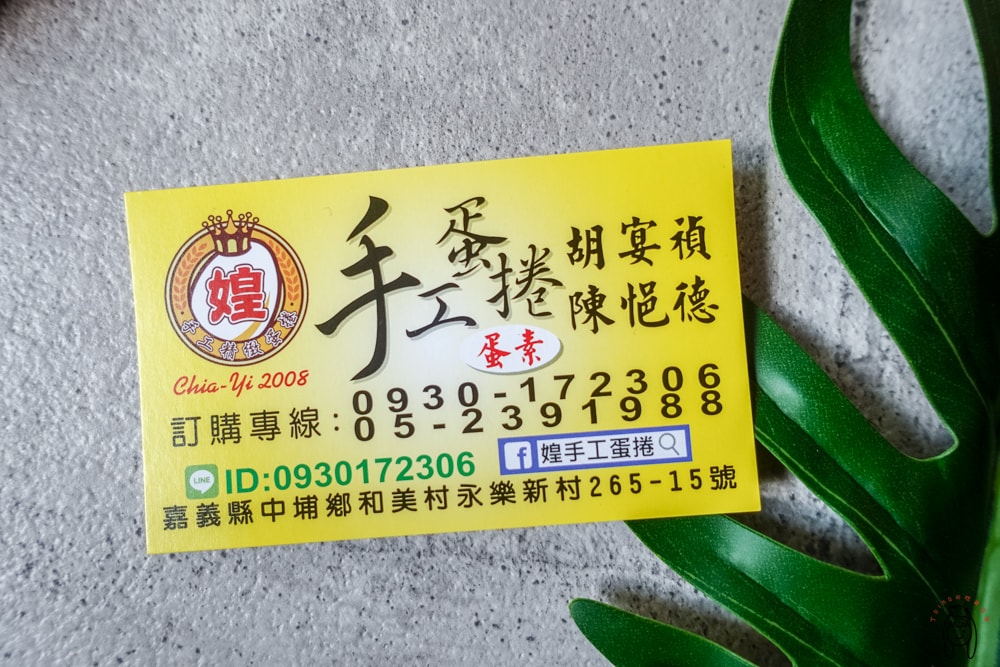 媓
手工精緻蛋捲
Chia-Yi 2008
手工蛋捲
蛋素
胡宴禎
陳悒德
訂購專線：0930-172306
05-2391988
LINE ID:0930172306
f 媓手工蛋捲
嘉義縣中埔鄉和美村永樂新村265-15號